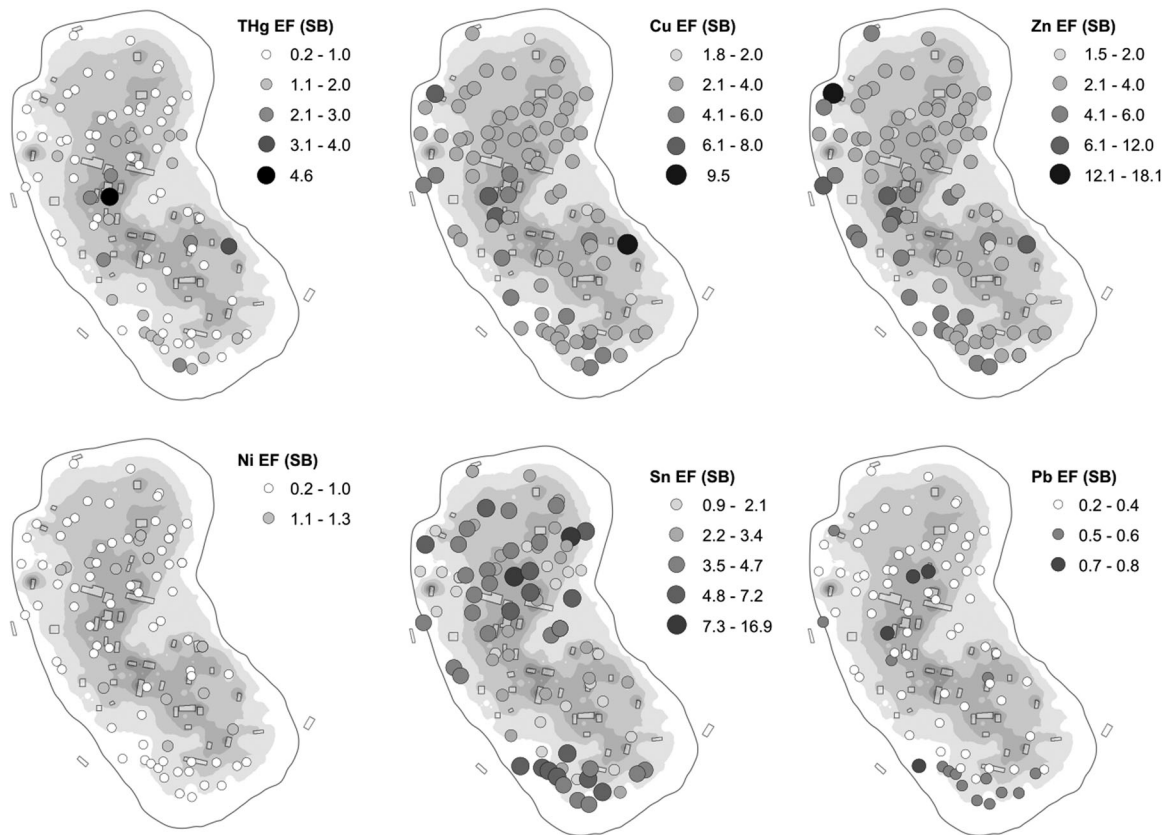 THg EF (SB)
0.2 - 1.0
1.1 - 2.0
2.1 - 3.0
3.1 - 4.0
4.6
Cu EF (SB)
1.8 - 2.0
2.1 - 4.0
4.1 - 6.0
6.1 - 8.0
9.5
Zn EF (SB)
1.5 - 2.0
2.1 - 4.0
4.1 - 6.0
6.1 - 12.0
12.1 - 18.1
Ni EF (SB)
0.2 - 1.0
1.1 - 1.3
Sn EF (SB)
0.9 - 2.1
2.2 - 3.4
3.5 - 4.7
4.8 - 7.2
7.3 - 16.9
Pb EF (SB)
0.2 - 0.4
0.5 - 0.6
0.7 - 0.8